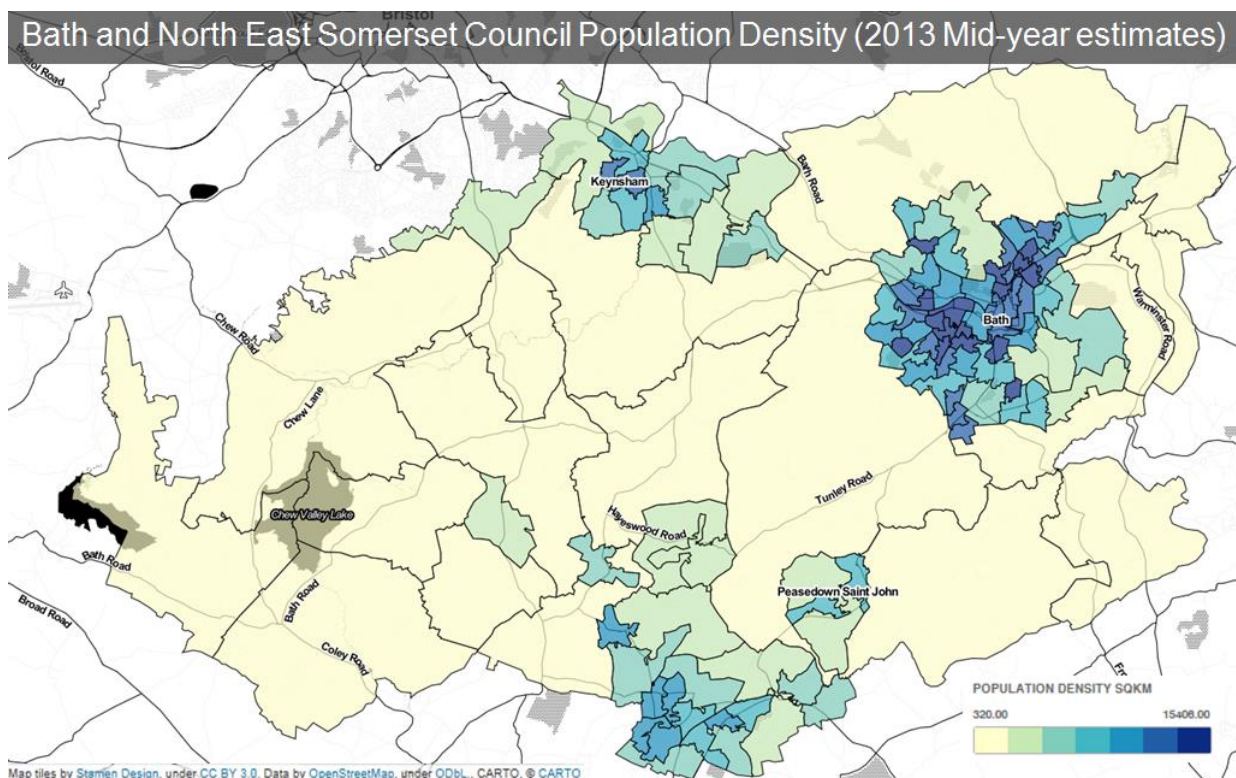 Bristol
Bath and North East Somerset Council Population Density (2013 Mid-year estimates)
Bristol Road
Bath Road
Keynsham
Warminster Road
Bath
Chew Road
Chew Lane
Tunley Road
Chew Valley Lake
Hayeswood Road
Bath Road
Peasedown Saint John
Bath Road
Broad Road
Coley Road
POPULATION DENSITY SQKM
320.00 15406.00
Map tiles by Stamen Design, under CC BY 3.0. Data by OpenStreetMap, under ODbL., CARTO, © CARTO